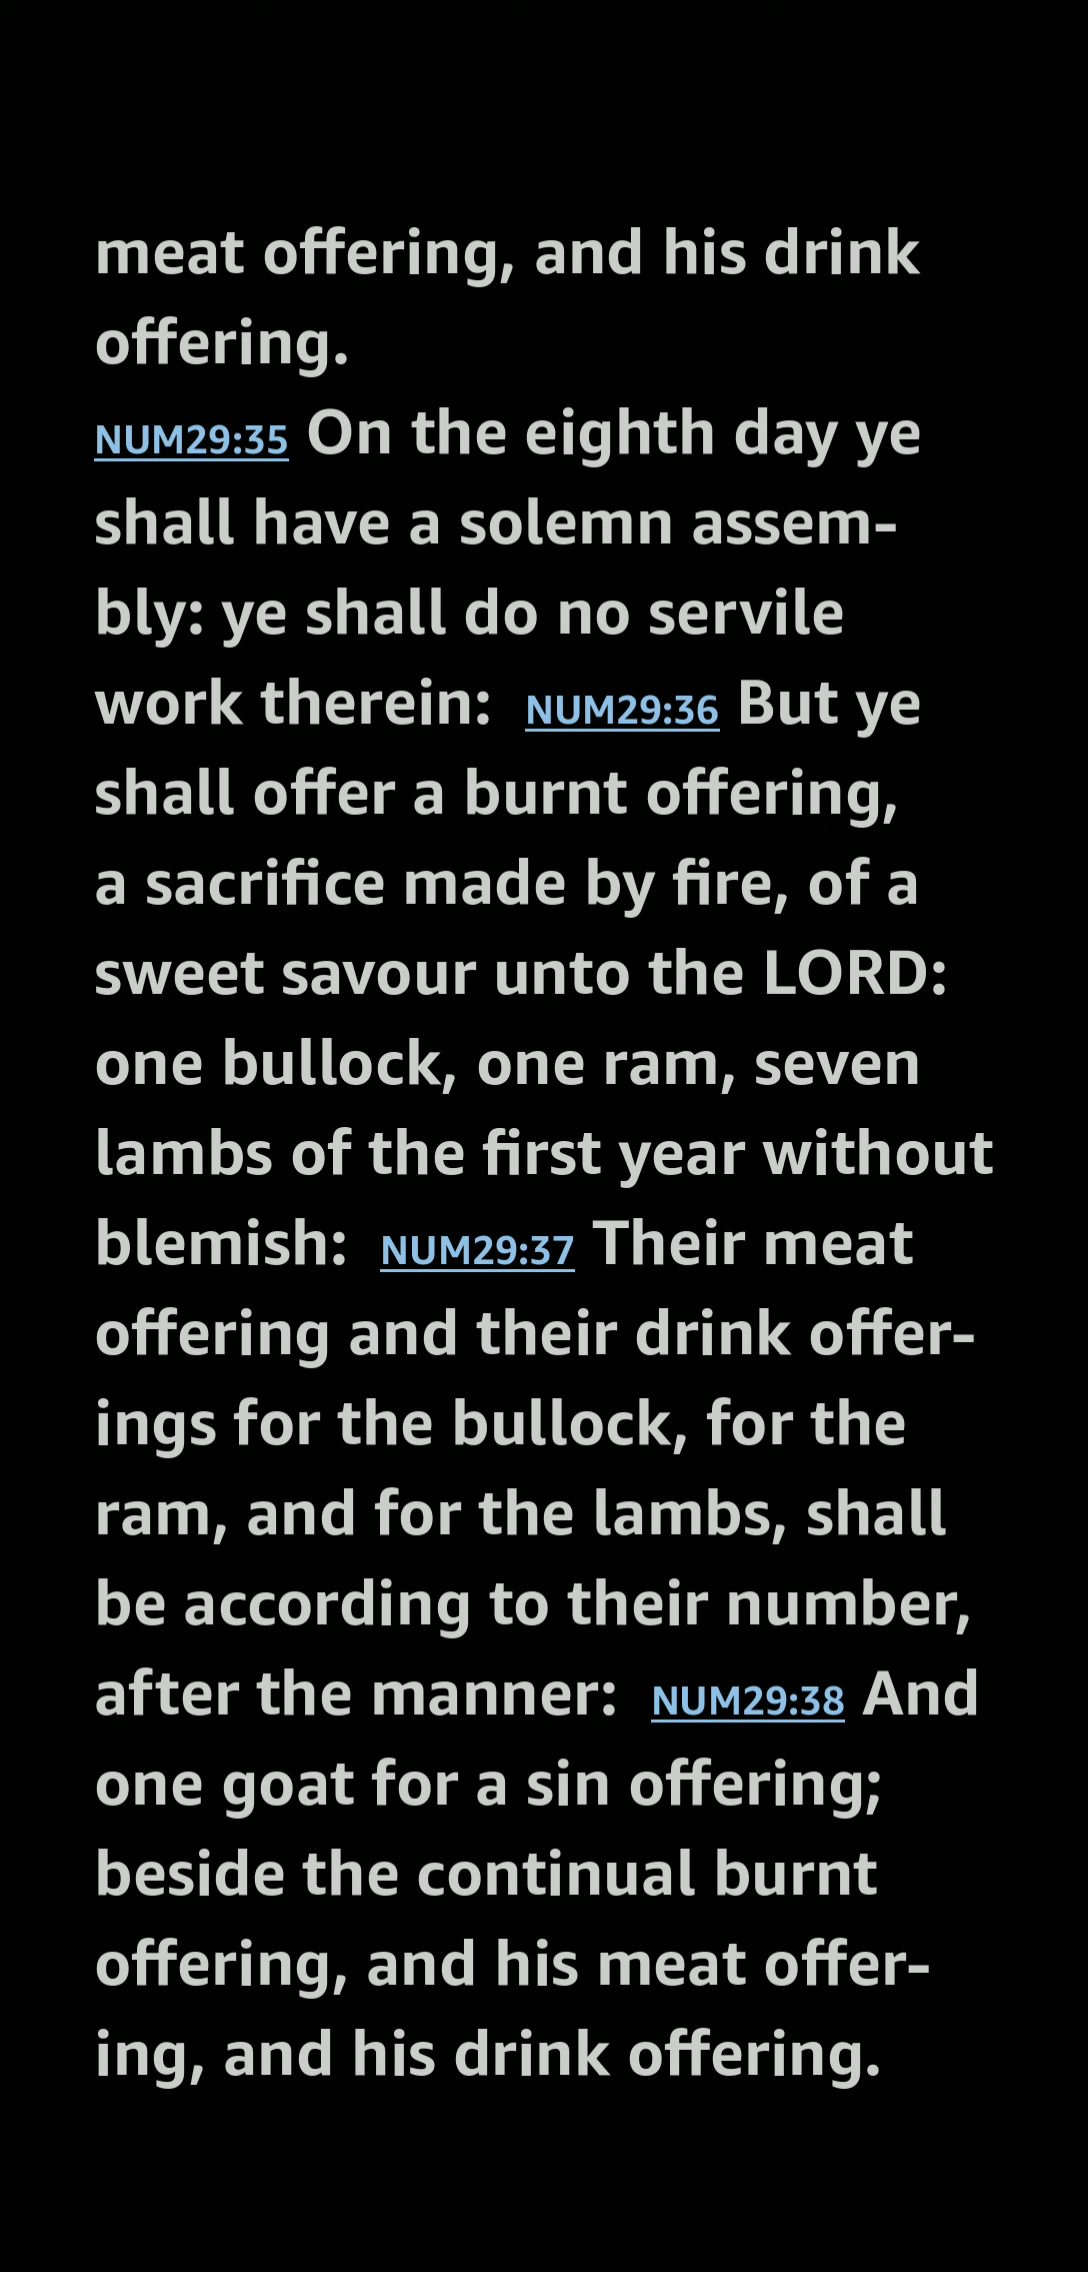 meat offering, and his drink
offering.
NUM29:35 On the eighth day ye
shall have a solemn assem-
bly: ye shall do no servile
work therein: NUM29:36 But ye
shall offer a burnt offering,
a sacrifice made by fire, of a
sweet savour unto the LORD:
one bullock, one ram, seven
lambs of the first year without
blemish: NUM29:37 Their meat
offering and their drink offer-
ings for the bullock, for the
ram, and for the lambs, shall
be according to their number,
after the manner: NUM29:38 And
one goat for a sin offering;
beside the continual burnt
offering, and his meat offer-
ing, and his drink offering.